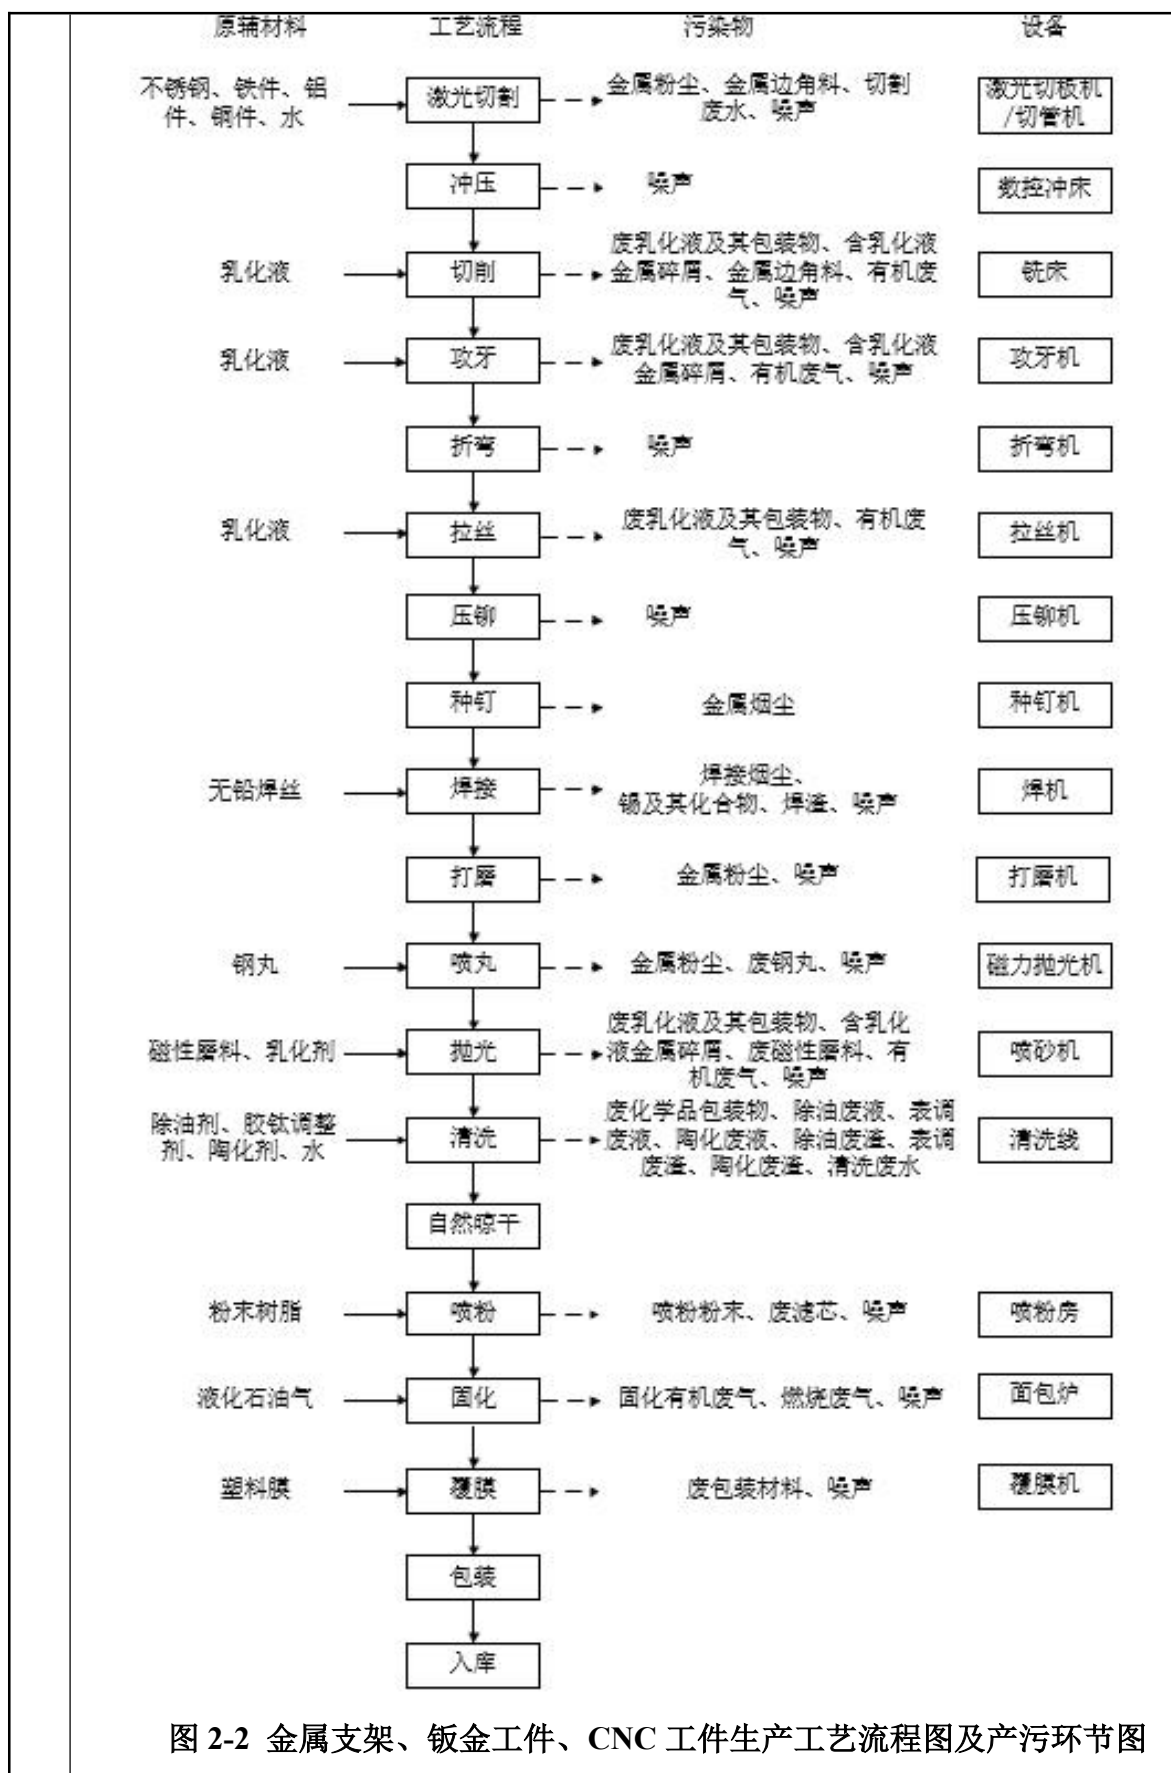 原辅材料 工艺流程 污染物 设备
不锈钢、铁件、铝
件、铜件、水
激光切割
金属粉尘、金属边角料、切割
废水、噪声
激光切板机
/切管机
冲压
噪声
数控冲床
乳化液
切削
废乳化液及其包装物、含乳化液
金属碎屑、金属边角料、有机废
气、噪声
铣床
乳化液
攻牙
废乳化液及其包装物、含乳化液
金属碎屑、有机废气、噪声
攻牙机
折弯
噪声
折弯机
乳化液
拉丝
废乳化液及其包装物、有机废
气、噪声
拉丝机
压铆
噪声
压铆机
种钉
金属烟尘
种钉机
无铅焊丝
焊接
焊接烟尘、
锡及其化合物、焊渣、噪声
焊机
打磨
金属粉尘、噪声
打磨机
钢丸
喷丸
金属粉尘、废钢丸、噪声
磁力抛光机
磁性磨料、乳化剂
抛光
废乳化液及其包装物、含乳化
液金属碎屑、废磁性磨料、有
机废气、噪声
喷砂机
除油剂、胶钛调整
剂、陶化剂、水
清洗
废化学品包装物、除油废液、表调
废液、陶化废液、除油废渣、表调
废渣、陶化废渣、清洗废水
清洗线
自然晾干
粉末树脂
喷粉
喷粉粉末、废滤芯、噪声
喷粉房
液化石油气
固化
固化有机废气、燃烧废气、噪声
面包炉
塑料膜
覆膜
废包装材料、噪声
覆膜机
包装
入库
图 2-2 金属支架、钣金工件、CNC 工件生产工艺流程图及产污环节图